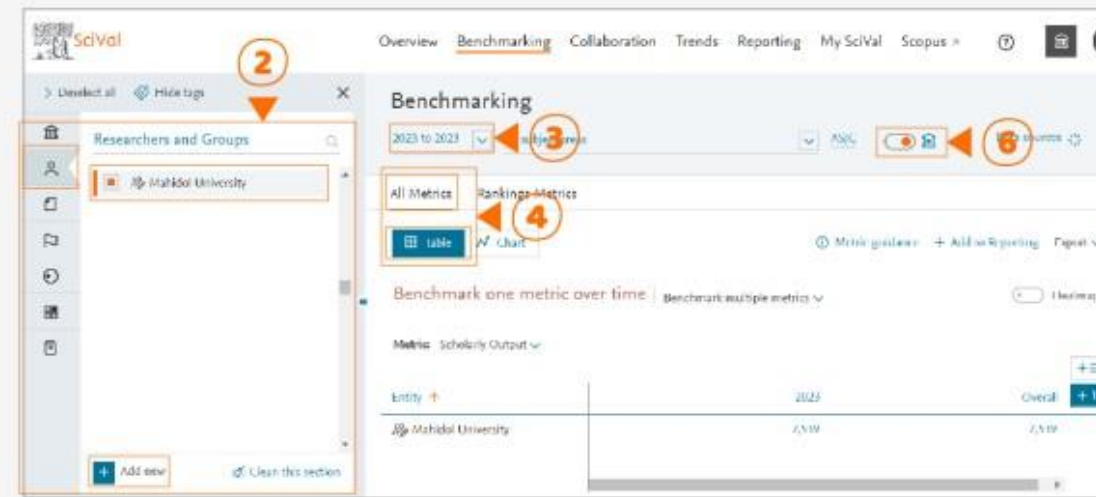 SciVal
Overview Benchmarking Collaboration Trends Reporting My SciVal Scopus
2
Deselect all Hide tags
Benchmarking
Researchers and Groups
2023 to 2023 3 ASJC 6
Mahidol University
All Metrics Rankings Metrics
4
Table Chart Metric guidance + Add to Reporting Export
Benchmark one metric over time Benchmark multiple metrics
Metric: Scholarly Output
Entity 2023 Overall
Mahidol University
+ Add new Clean this section